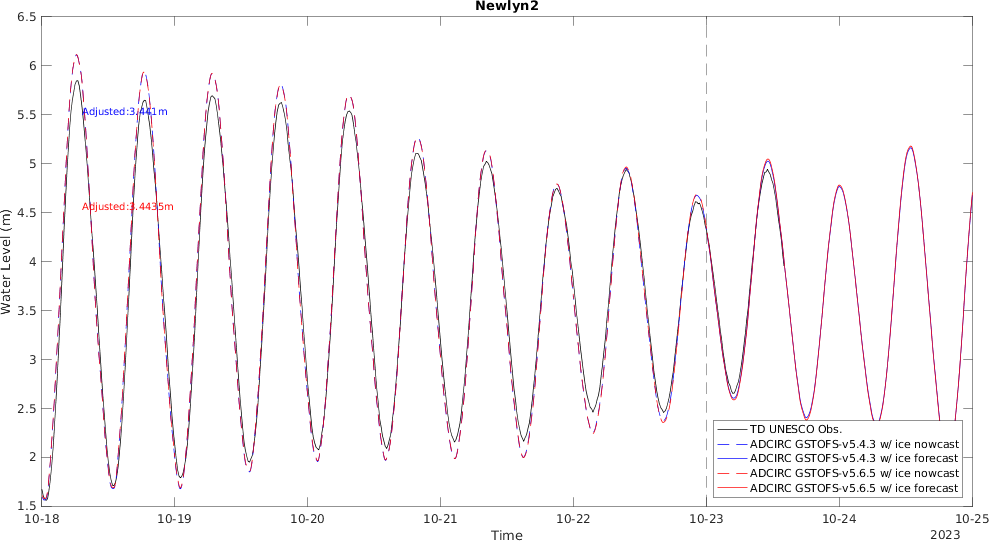 Newlyn2
6.5
6
5.5
5
4.5
4
3.5
3
2.5
2
1.5
Water Level (m)
Adjusted:3.441m
Adjusted:3.4435m
TD UNESCO Obs.
ADCIRC GSTOFS-v5.4.3 w/ ice nowcast
ADCIRC GSTOFS-v5.4.3 w/ ice forecast
ADCIRC GSTOFS-v5.6.5 w/ ice nowcast
ADCIRC GSTOFS-v5.6.5 w/ ice forecast
10-18 10-19 10-20 10-21 10-22 10-23 10-24 10-25
Time
2023